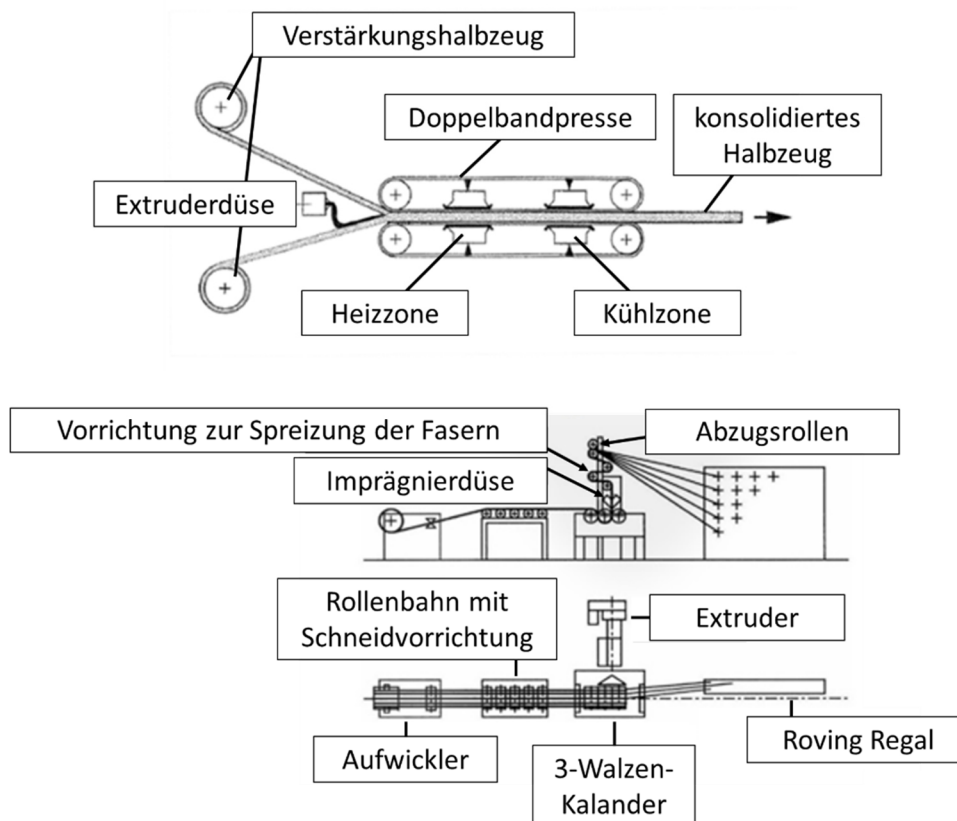 Verstärkungshalbzeug
Doppelbandpresse
konsolidiertes
Halbzeug
Extruderdüse
Heizzone
Kühlzone
Vorrichtung zur Spreizung der Fasern
Abzugsrollen
Imprägnierdüse
Rollenbahn mit
Schneidvorrichtung
Extruder
Aufwickler
3-Walzen-
Kalander
Roving Regal